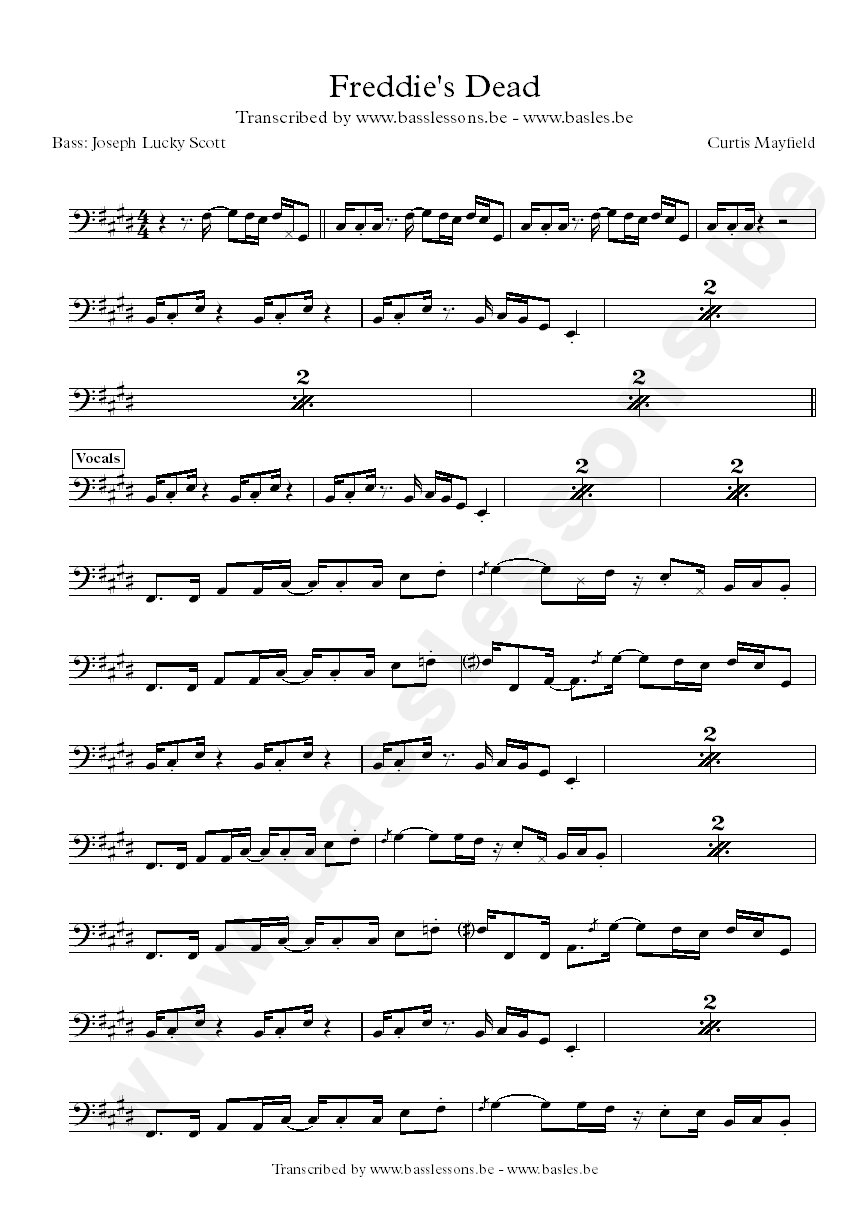 Freddie's Dead
Transcribed by www.basslessons.be - www.basles.be
Bass: Joseph Lucky Scott
Curtis Mayfield
4
4
2
2
2
Vocals
2
2
2
2
2
www.basslessons.be
Transcribed by www.basslessons.be - www.basles.be